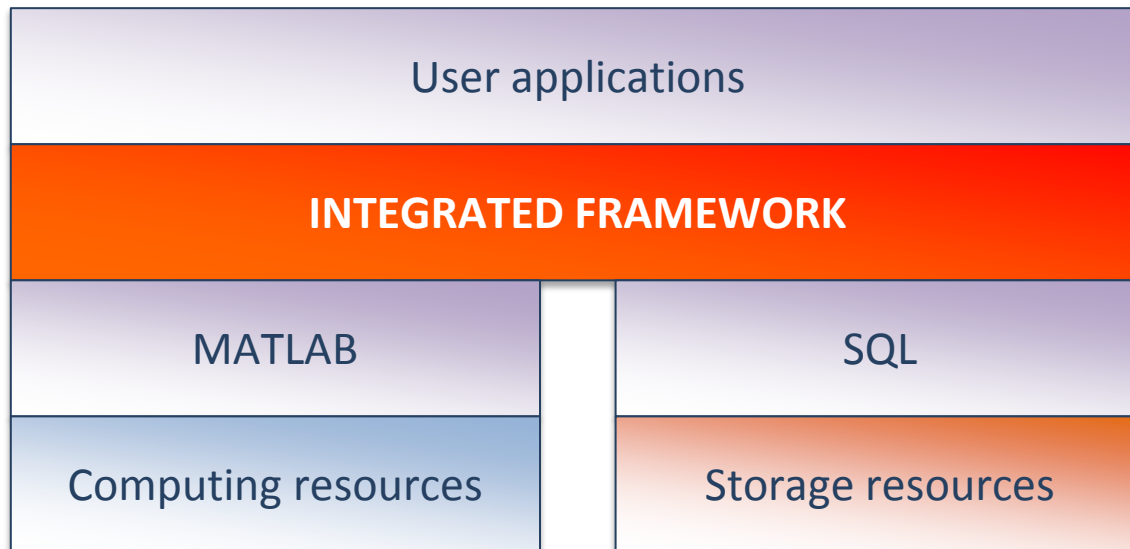 User applications
INTEGRATED FRAMEWORK
MATLAB
SQL
Computing resources
Storage resources